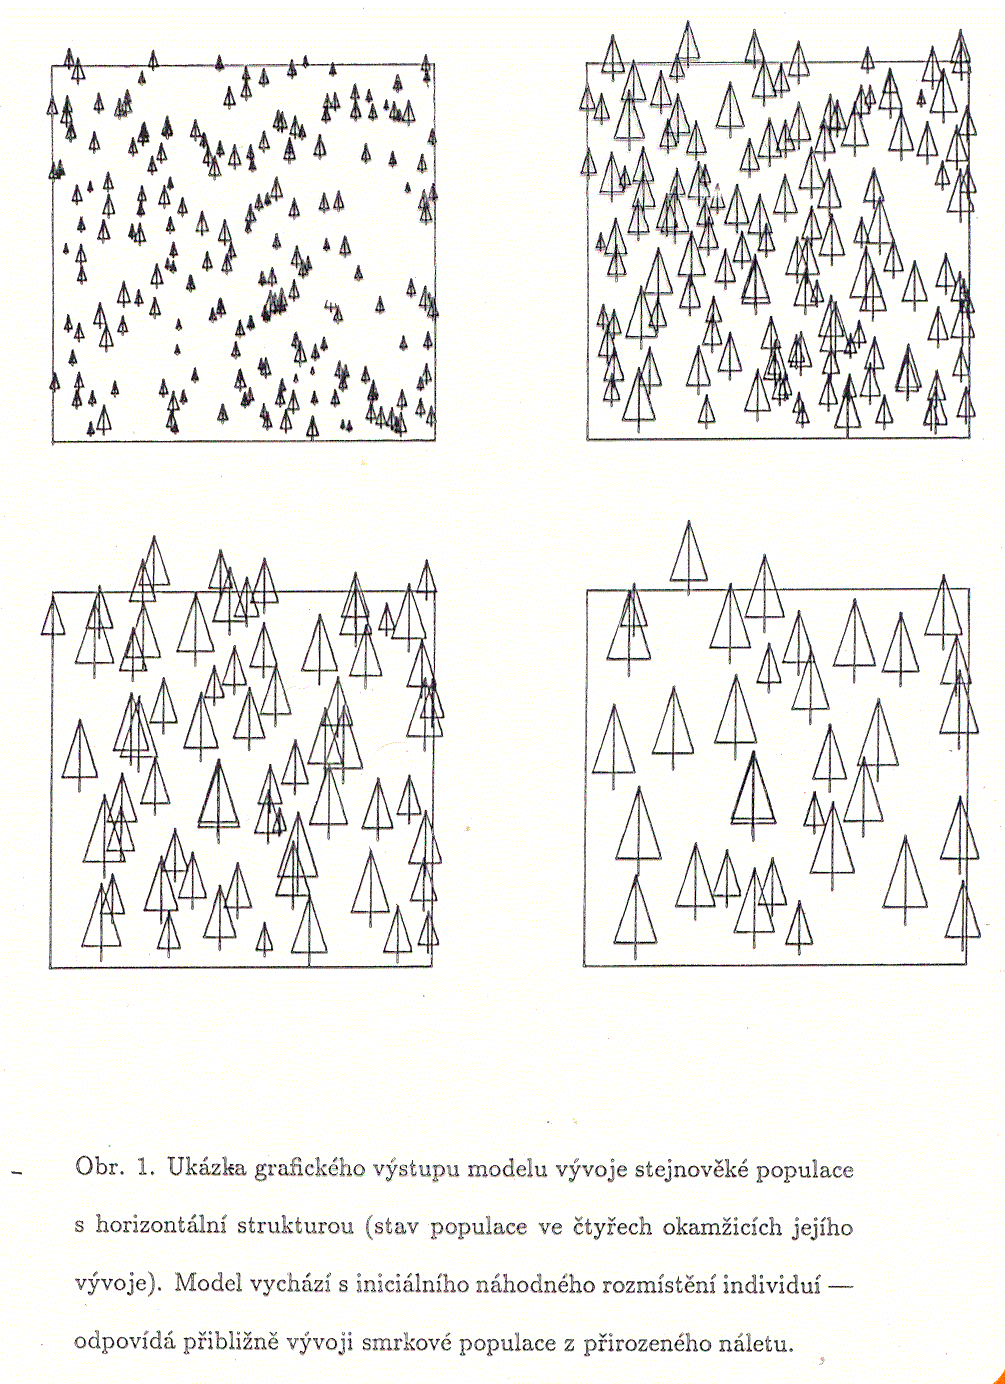 Obr. 1. Ukázka grafického výstupu modelu vývoje stejnověké populace
s horizontální strukturou (stav populace ve čtyřech okamžicích jejího
vývoje). Model vychází s iniciálního náhodného rozmístění individuí —
odpovídá přibližně vývoji smrkové populace z přirozeného náletu.